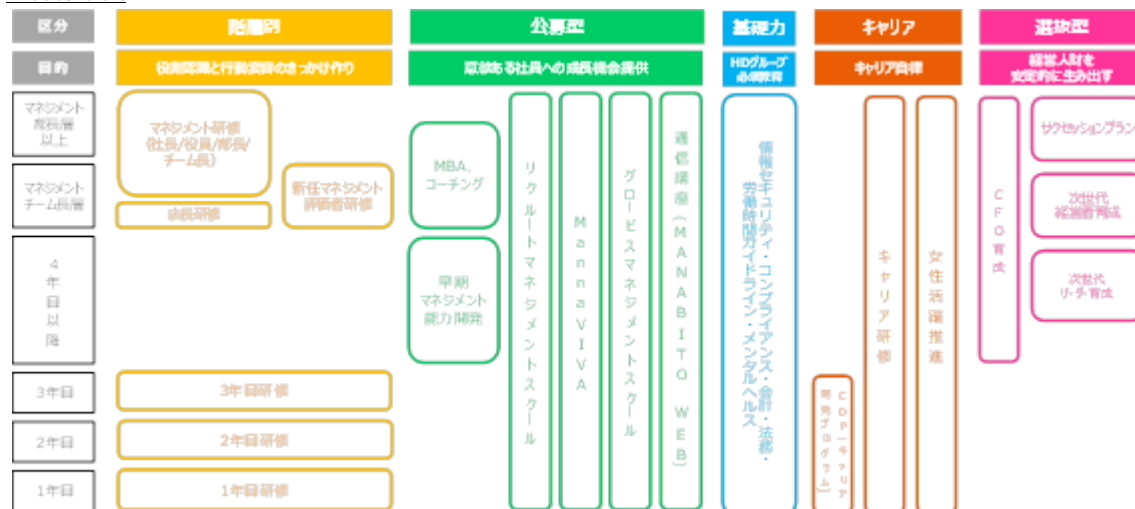 区分
階層別
公募型
基礎力
キャリア
選抜型
目的
役割認識と行動変容のきっかけ作り
意欲ある社員への成長機会提供
HDグループ
必須教育
キャリア目標
経営人財を
安定的に生み出す
マネジメント
部長層
以上
マネジメント
チーム長層
4
年
目
以
降
3年目
2年目
1年目
マネジメント研修
(社長/役員/部長/
チーム長)
新任マネジメント
評価者研修
店長研修
3年目研修
2年目研修
1年目研修
MBA、
コーチング
早期
マネジメント
能力開発
リクルートマネジメントスクール
MannaVIVA
グロービスマネジメントスクール
通信講座(MANABITO WEB)
情報セキュリティ・コンプライアンス・会計・法務・
労働時間ガイドライン・メンタルヘルス
キャリア研修
女性活躍推進
CFO育成
サクセッションプラン
次世代
経営者育成
次世代
リーダー育成